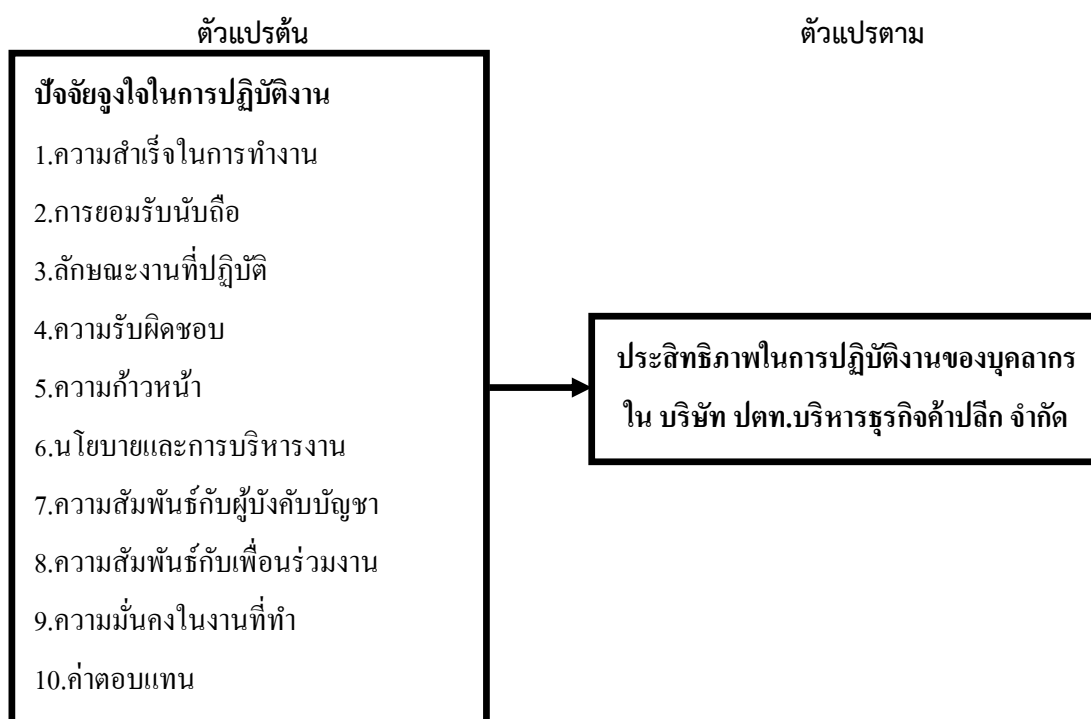 ตัวแปรต้น
ตัวแปรตาม
ปัจจัยจูงใจในการปฏิบัติงาน
1.ความสำเร็จในการทำงาน
2.การยอมรับนับถือ
3.ลักษณะงานที่ปฏิบัติ
4.ความรับผิดชอบ
5.ความก้าวหน้า
6.นโยบายและการบริหารงาน
7.ความสัมพันธ์กับผู้บังคับบัญชา
8.ความสัมพันธ์กับเพื่อนร่วมงาน
9.ความมั่นคงในงานที่ทำ
10.ค่าตอบแทน
ประสิทธิภาพในการปฏิบัติงานของบุคลากร
ใน บริษัท ปตท.บริหารธุรกิจค้าปลีก จำกัด